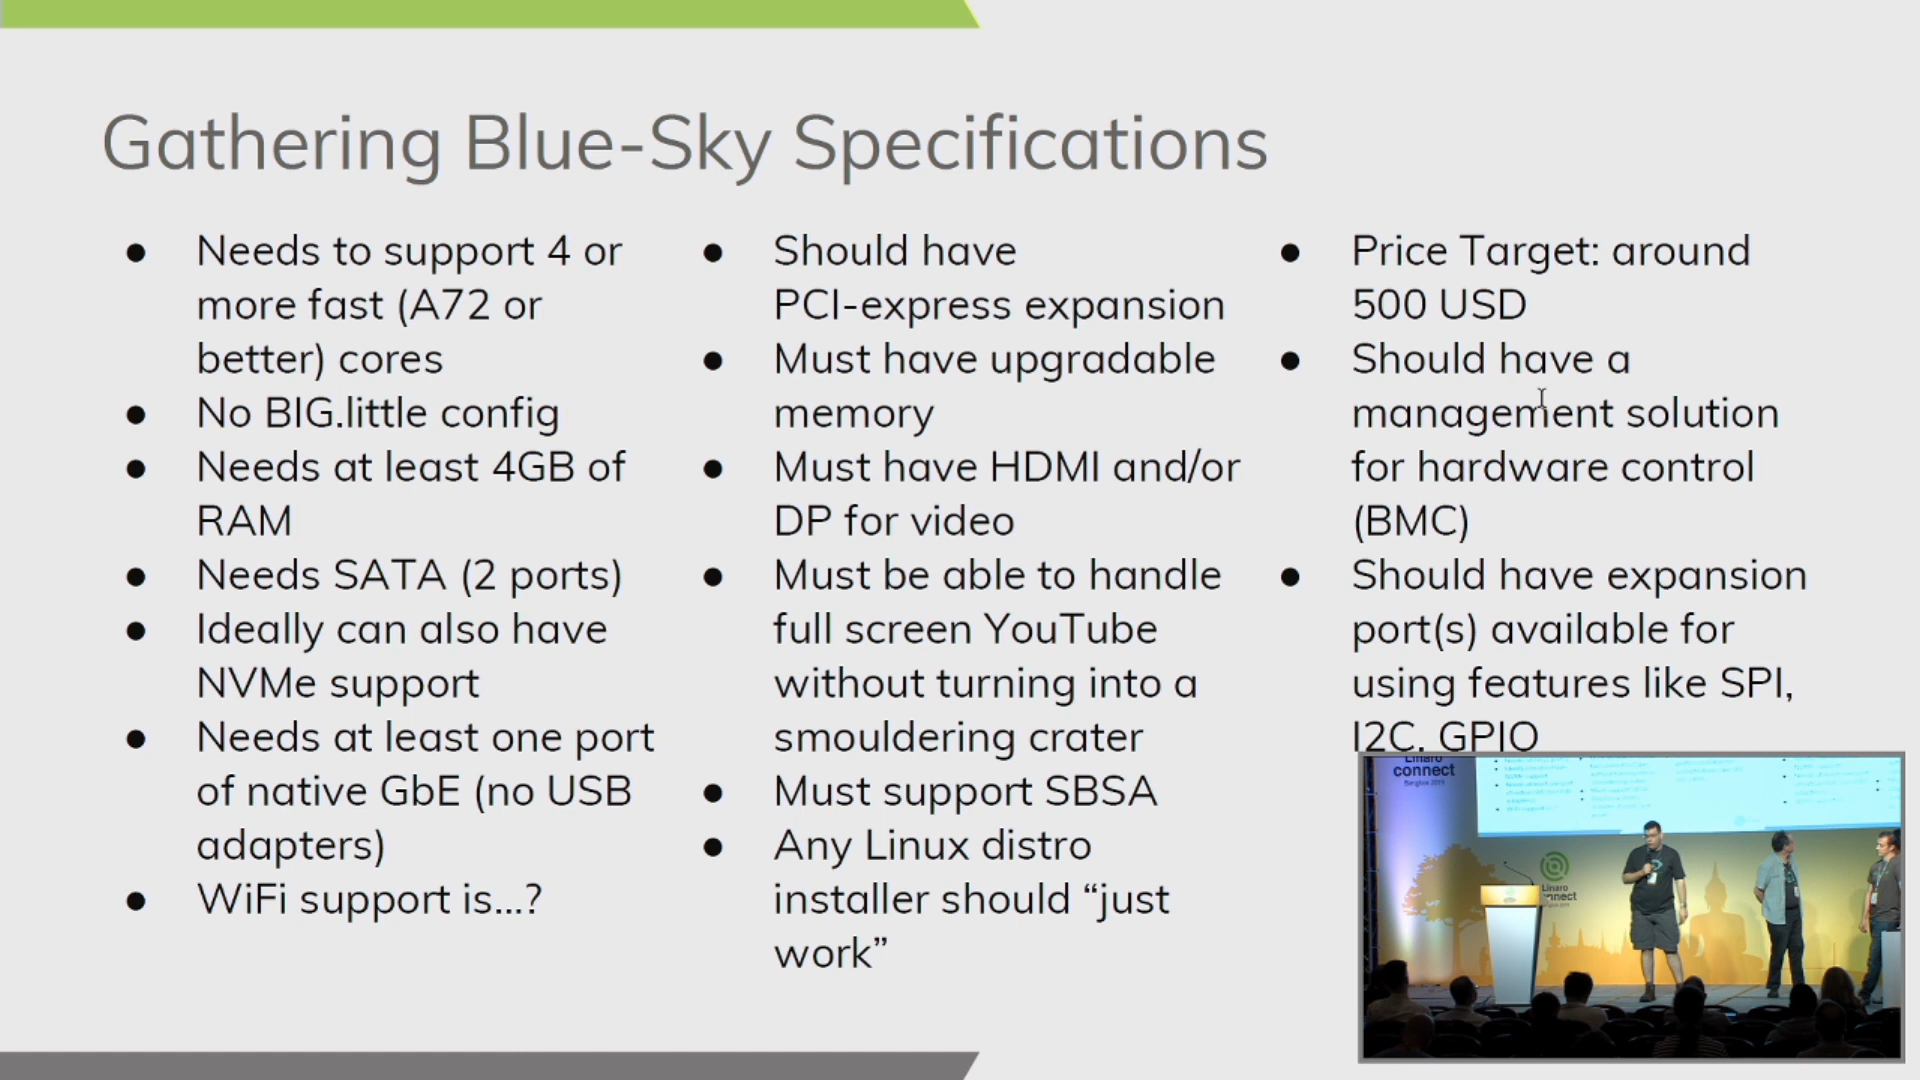 Gathering Blue-Sky Specifications
● Needs to support 4 or
more fast (A72 or
better) cores
● No BIG.little config
● Needs at least 4GB of
RAM
● Needs SATA (2 ports)
● Ideally can also have
NVMe support
● Needs at least one port
of native GbE (no USB
adapters)
● WiFi support is...?
● Should have
PCI-express expansion
● Must have upgradable
memory
● Must have HDMI and/or
DP for video
● Must be able to handle
full screen YouTube
without turning into a
smouldering crater
● Must support SBSA
● Any Linux distro
installer should “just
work”
● Price Target: around
500 USD
● Should have a
management solution
for hardware control
(BMC)
● Should have expansion
port(s) available for
using features like SPI,
I2C, GPIO
Linaro
connect
Linaro